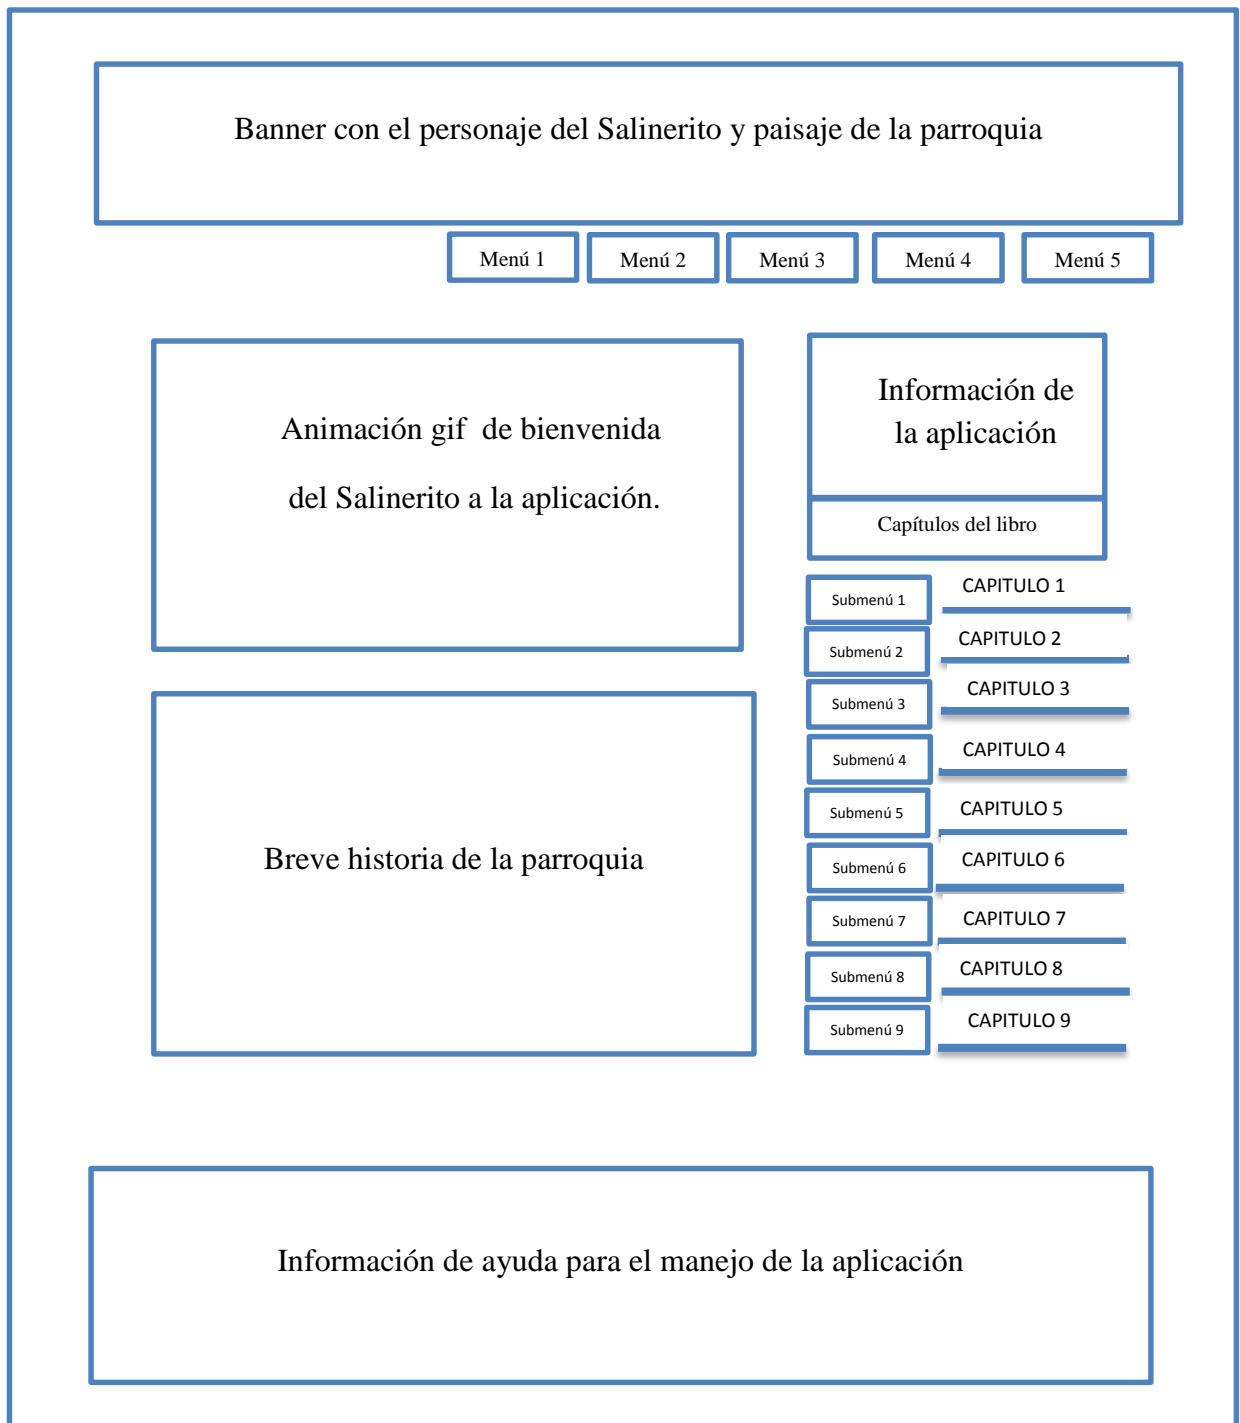 Banner con el personaje del Salinerito y paisaje de la parroquia
Menú 1
Menú 2
Menú 3
Menú 4
Menú 5
Animación gif  de bienvenida
del Salinerito a la aplicación.
Información de
la aplicación
Capítulos del libro
Submenú 1
CAPITULO 1
Submenú 2
CAPITULO 2
Submenú 3
CAPITULO 3
Submenú 4
CAPITULO 4
Submenú 5
CAPITULO 5
Submenú 6
CAPITULO 6
Submenú 7
CAPITULO 7
Submenú 8
CAPITULO 8
Submenú 9
CAPITULO 9
Breve historia de la parroquia
Información de ayuda para el manejo de la aplicación